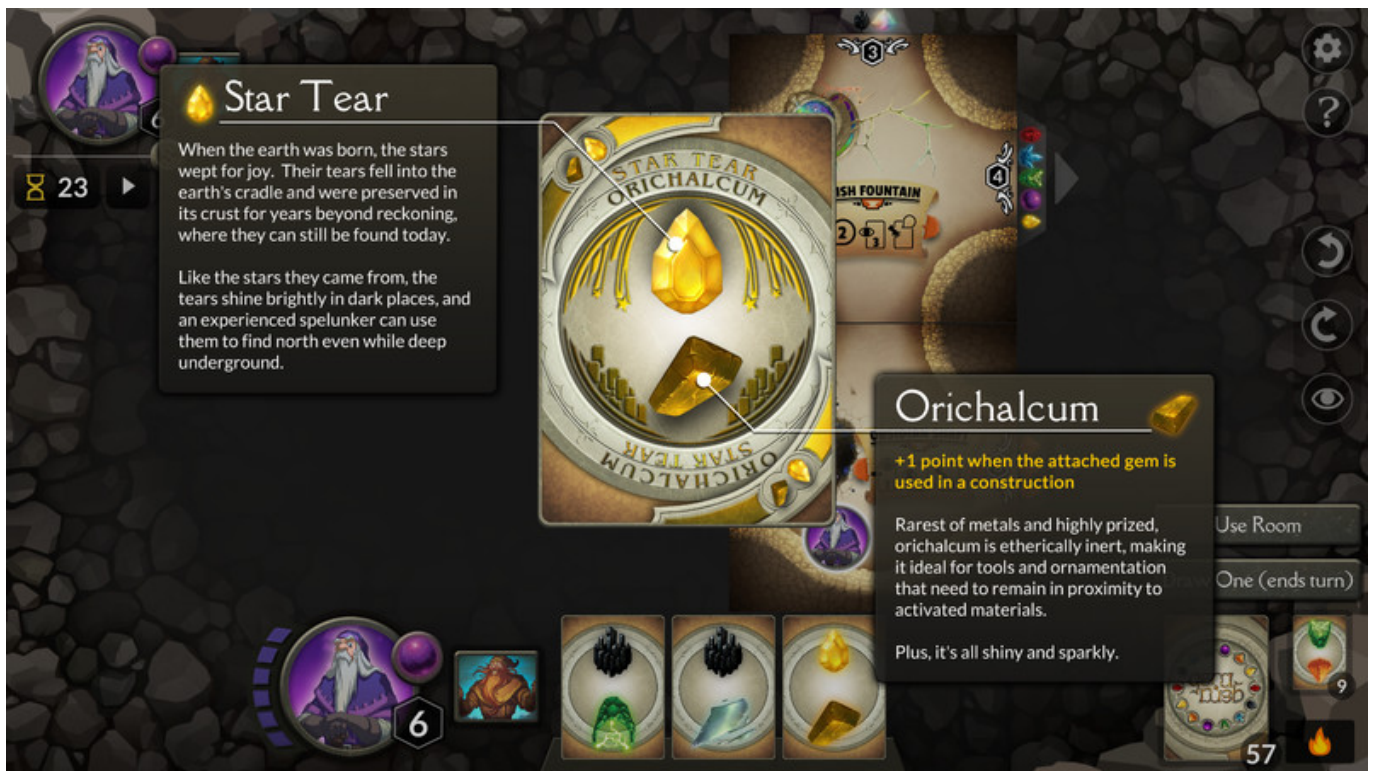 3
Star Tear
When the earth was born, the stars
wept for joy. Their tears fell into the
earth's cradle and were preserved in
its crust for years beyond reckoning,
where they can still be found today.
Like the stars they came from, the
tears shine brightly in dark places, and
an experienced spelunker can use
them to find north even while deep
underground.
23
STAR TEAR
ORICHALCUM
STAR TEAR
ORICHALCUM
4
ISH FOUNTAIN
2
3
?
Orichalcum
+1 point when the attached gem is
used in a construction
Rarest of metals and highly prized,
orichalcum is etherically inert, making
it ideal for tools and ornamentation
that need to remain in proximity to
activated materials.
Plus, it's all shiny and sparkly.
Use Room
One (ends turn)
6
9
57